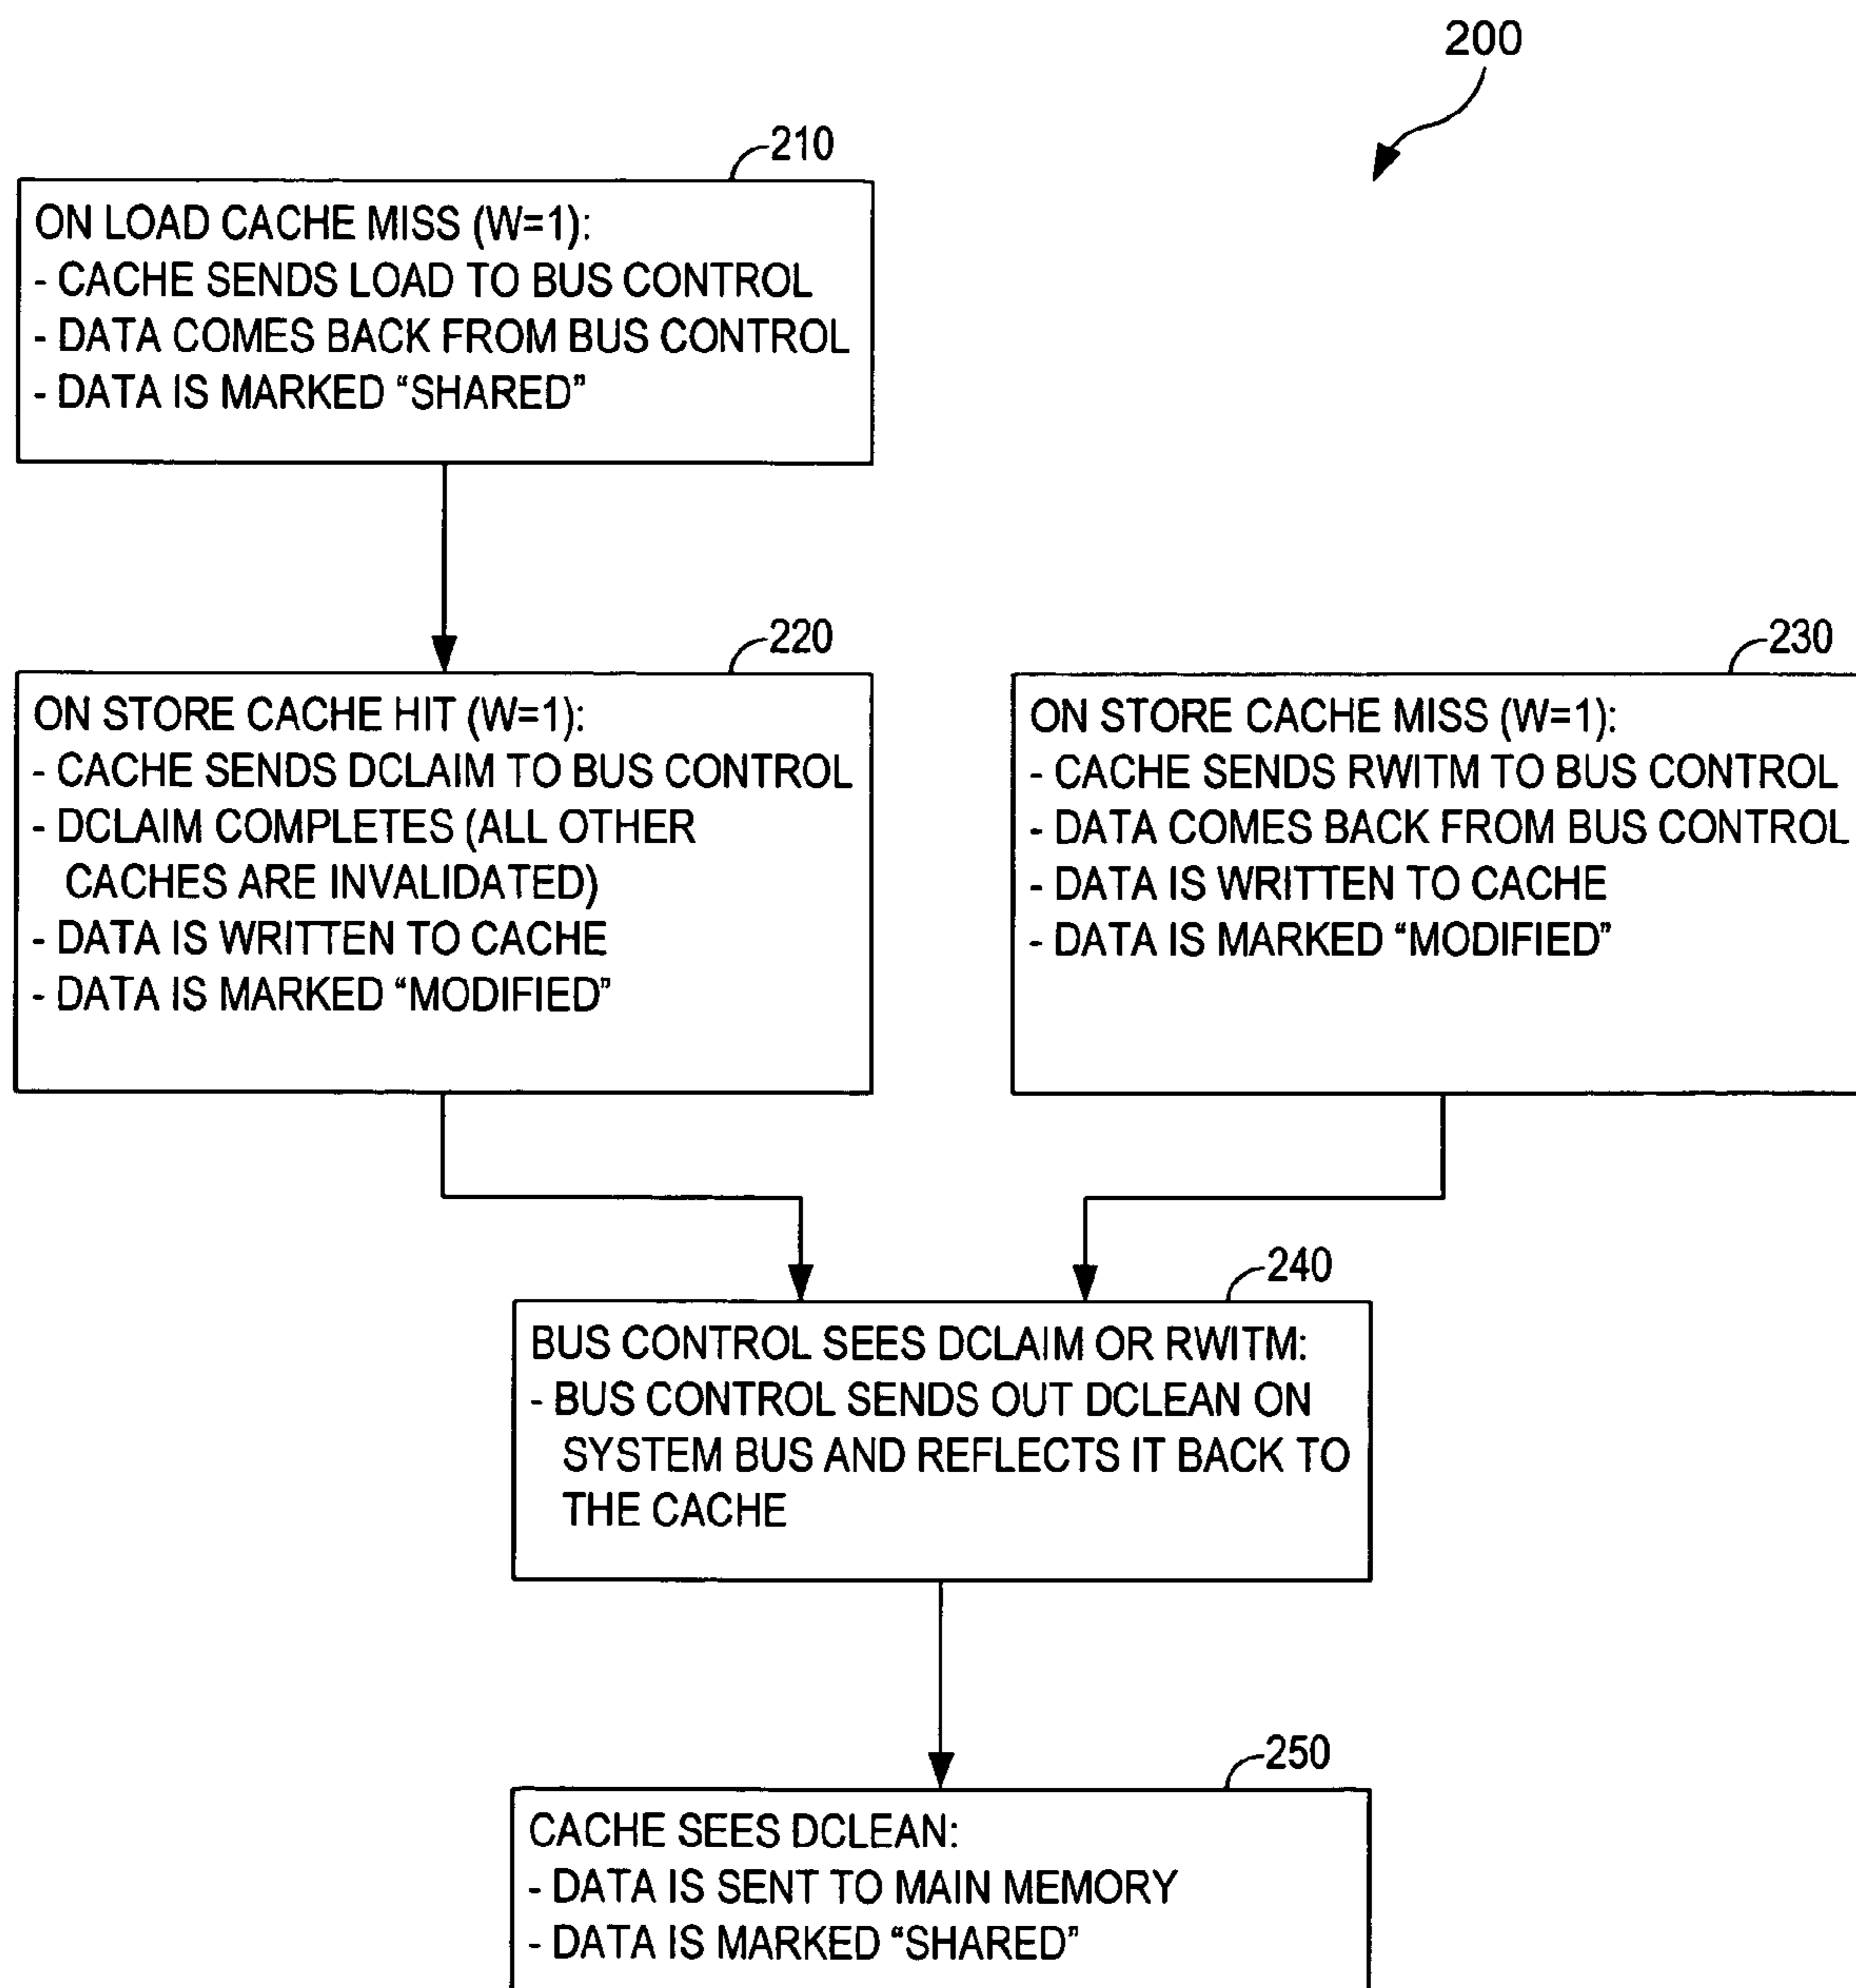 200
210
ON LOAD CACHE MISS (W=1):
- CACHE SENDS LOAD TO BUS CONTROL
- DATA COMES BACK FROM BUS CONTROL
- DATA IS MARKED “SHARED”
220
ON STORE CACHE HIT (W=1):
- CACHE SENDS DCLAIM TO BUS CONTROL
- DCLAIM COMPLETES (ALL OTHER
CACHES ARE INVALIDATED)
- DATA IS WRITTEN TO CACHE
- DATA IS MARKED “MODIFIED”
230
ON STORE CACHE MISS (W=1):
- CACHE SENDS RWITM TO BUS CONTROL
- DATA COMES BACK FROM BUS CONTROL
- DATA IS WRITTEN TO CACHE
- DATA IS MARKED “MODIFIED”
240
BUS CONTROL SEES DCLAIM OR RWITM:
- BUS CONTROL SENDS OUT DCLEAN ON
SYSTEM BUS AND REFLECTS IT BACK TO
THE CACHE
250
CACHE SEES DCLEAN:
- DATA IS SENT TO MAIN MEMORY
- DATA IS MARKED “SHARED”